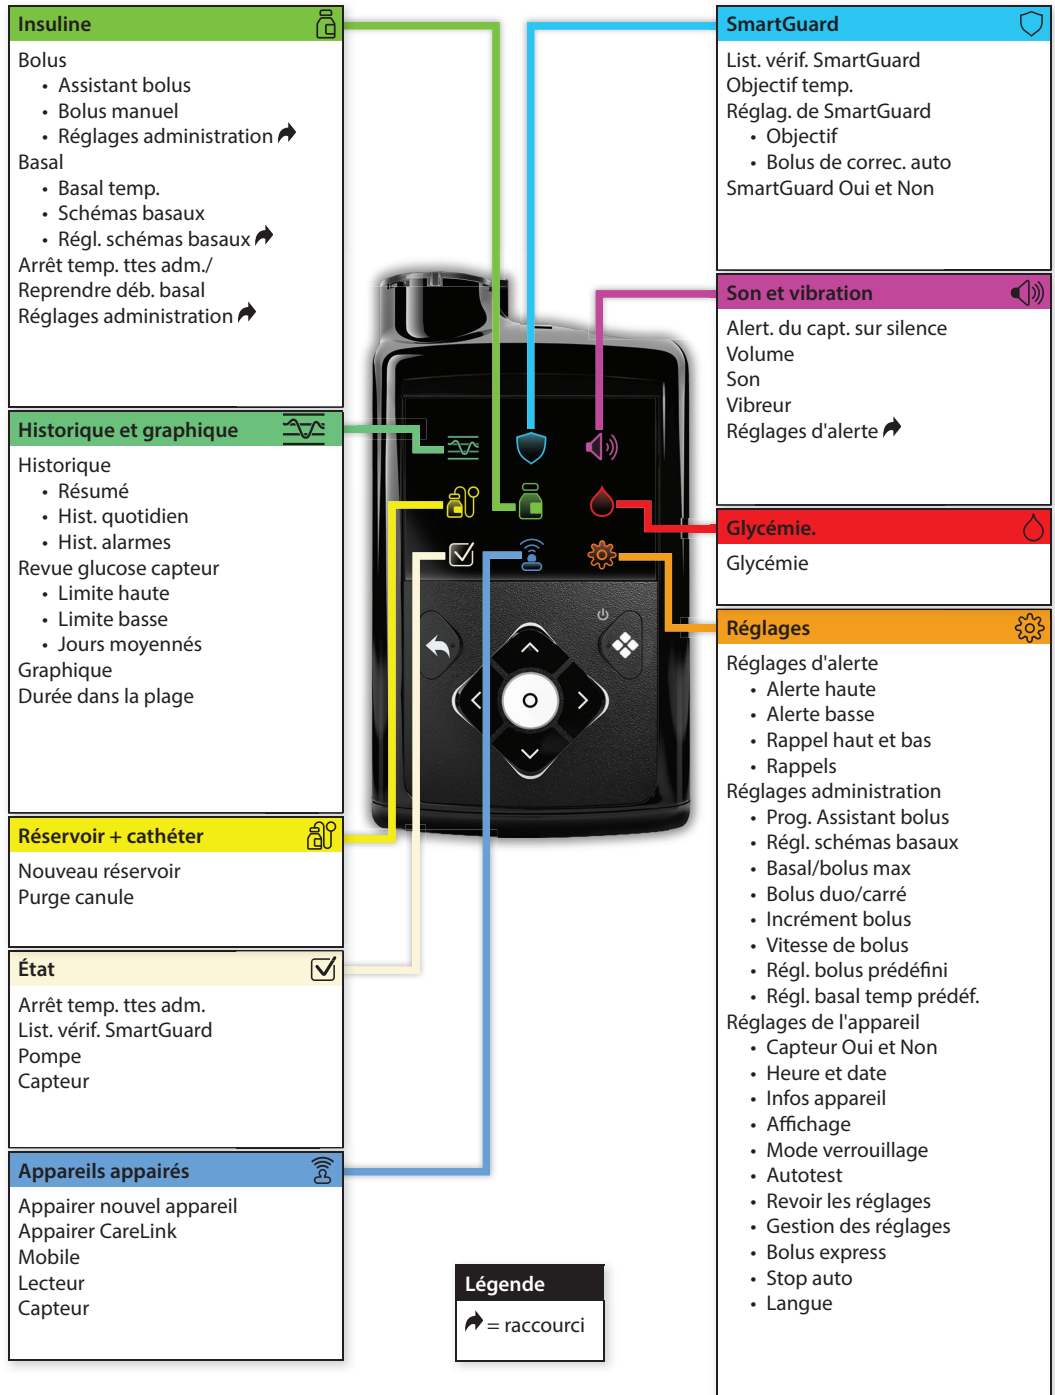 Insuline
Bolus
• Assistant bolus
• Bolus manuel
• Réglages administration
Basal
• Basal temp.
• Schémas basaux
• Régl. schémas basaux
Arrêt temp. ttes adm./
Reprendre déb. basal
Réglages administration
Historique et graphique
Historique
• Résumé
• Hist. quotidien
• Hist. alarmes
Revue glucose capteur
• Limite haute
• Limite basse
• Jours moyennés
Graphique
Durée dans la plage
Réservoir + cathéter
Nouveau réservoir
Purge canule
État
Arrêt temp. ttes adm.
List. vérif. SmartGuard
Pompe
Capteur
Appareils appairés
Appairer nouvel appareil
Appairer CareLink
Mobile
Lecteur
Capteur
SmartGuard
List. vérif. SmartGuard
Objectif temp.
Réglag. de SmartGuard
• Objectif
• Bolus de correc. auto
SmartGuard Oui et Non
Son et vibration
Alert. du capt. sur silence
Volume
Son
Vibreur
Réglages d'alerte
Glycémie.
Glycémie
Réglages
Réglages d'alerte
• Alerte haute
• Alerte basse
• Rappel haut et bas
• Rappels
Réglages administration
• Prog. Assistant bolus
• Régl. schémas basaux
• Basal/bolus max
• Bolus duo/carré
• Incrément bolus
• Vitesse de bolus
• Régl. bolus prédéfini
• Régl. basal temp prédéf.
Réglages de l'appareil
• Capteur Oui et Non
• Heure et date
• Infos appareil
• Affichage
• Mode verrouillage
• Autotest
• Revoir les réglages
• Gestion des réglages
• Bolus express
• Stop auto
• Langue
Légende
= raccourci